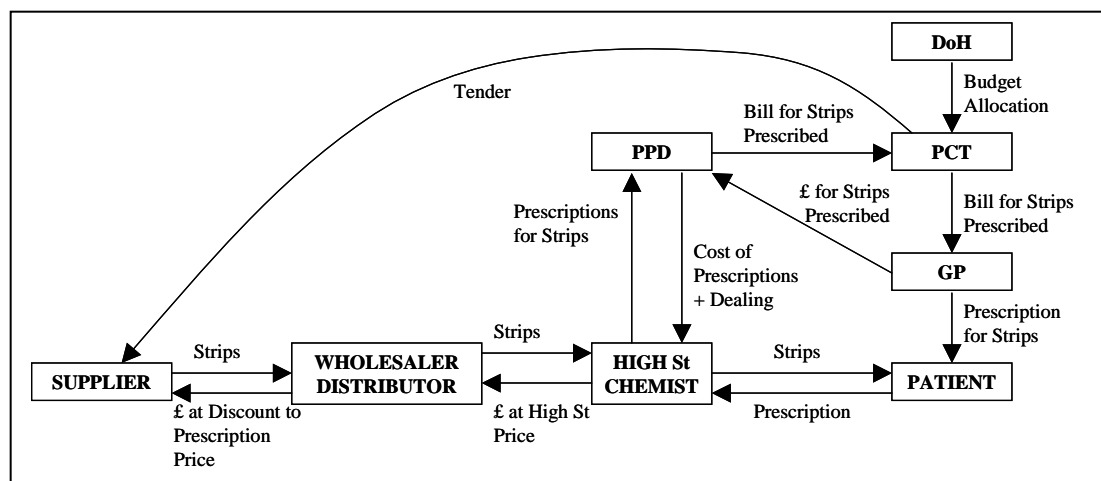 DoH
Tender
Budget
Allocation
Bill for Strips
Prescribed
PPD
PCT
£ for Strips
Prescribed
Prescriptions
for Strips
Bill for Strips
Prescribed
Cost of
Prescriptions
+ Dealing
GP
Prescription
for Strips
Strips
Strips
Strips
SUPPLIER
WHOLESALER
DISTRIBUTOR
HIGH St
CHEMIST
PATIENT
£ at Discount to
Prescription
Price
£ at High St
Price
Prescription